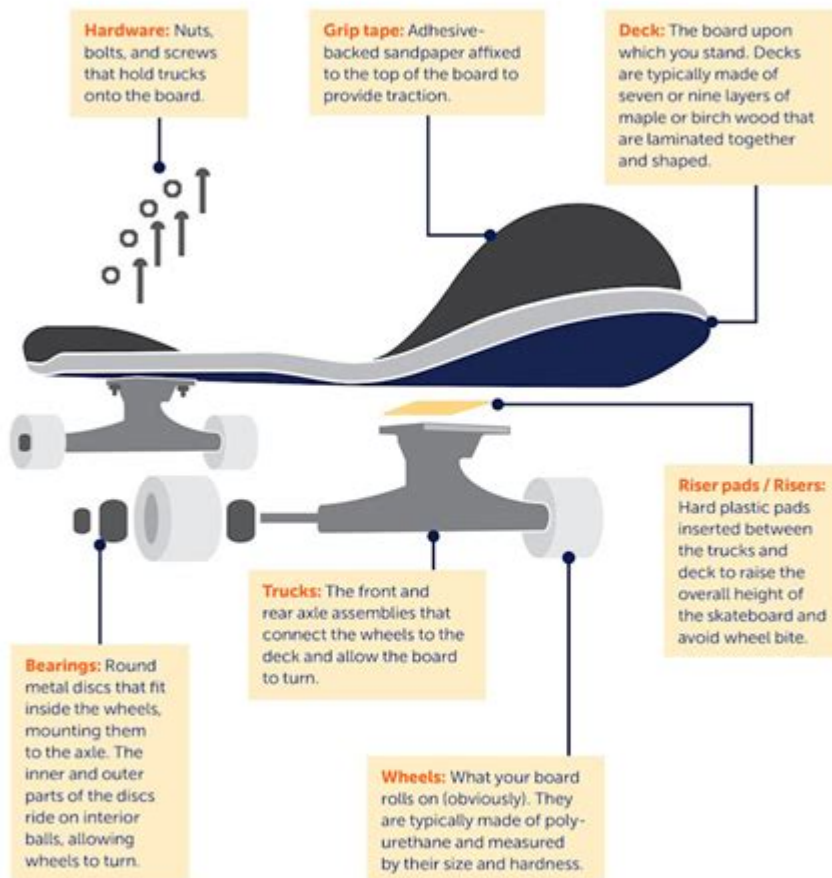 Hardware: Nuts,
bolts, and screws
that hold trucks
onto the board.
Grip tape: Adhesive-
backed sandpaper affixed
to the top of the board to
provide traction.
Deck: The board upon
which you stand. Decks
are typically made of
seven or nine layers of
maple or birch wood that
are laminated together
and shaped.
Riser pads / Risers:
Hard plastic pads
inserted between
the trucks and
deck to raise the
overall height of
the skateboard and
avoid wheel bite.
Trucks: The front and
rear axle assemblies that
connect the wheels to the
deck and allow the board
to turn.
Bearings: Round
metal discs that fit
inside the wheels,
mounting them
to the axle. The
inner and outer
parts of the discs
ride on interior
balls, allowing
wheels to turn.
Wheels: What your board
rolls on (obviously). They
are typically made of poly-
urethane and measured
by their size and hardness.